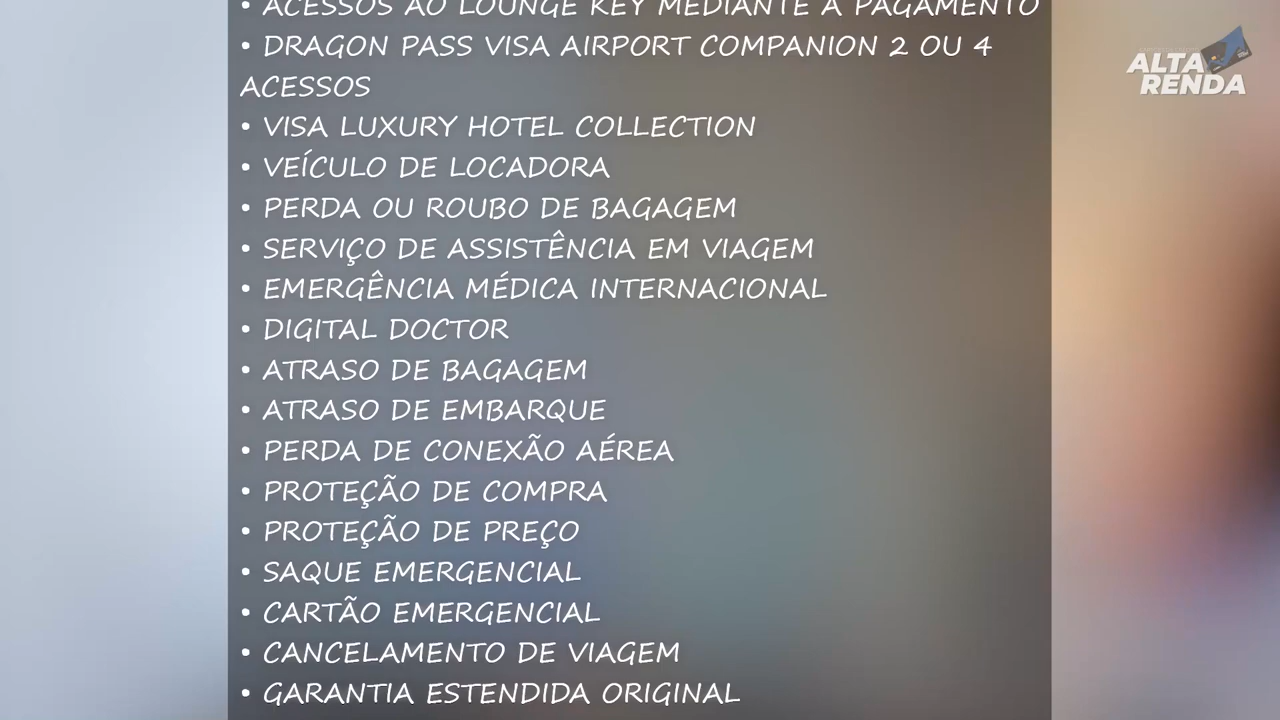 • ACESSOS AO LOUNGE KEY MEDIANTE A PAGAMENTO
• DRAGON PASS VISA AIRPORT COMPANION 2 OU 4
ACESSOS
• VISA LUXURY HOTEL COLLECTION
• VEÍCULO DE LOCADORA
• PERDA OU ROUBO DE BAGAGEM
• SERVIÇO DE ASSISTÊNCIA EM VIAGEM
• EMERGÊNCIA MÉDICA INTERNACIONAL
• DIGITAL DOCTOR
• ATRASO DE BAGAGEM
• ATRASO DE EMBARQUE
• PERDA DE CONEXÃO AÉREA
• PROTEÇÃO DE COMPRA
• PROTEÇÃO DE PREÇO
• SAQUE EMERGENCIAL
• CARTÃO EMERGENCIAL
• CANCELAMENTO DE VIAGEM
• GARANTIA ESTENDIDA ORIGINAL
ALTA
RENDA